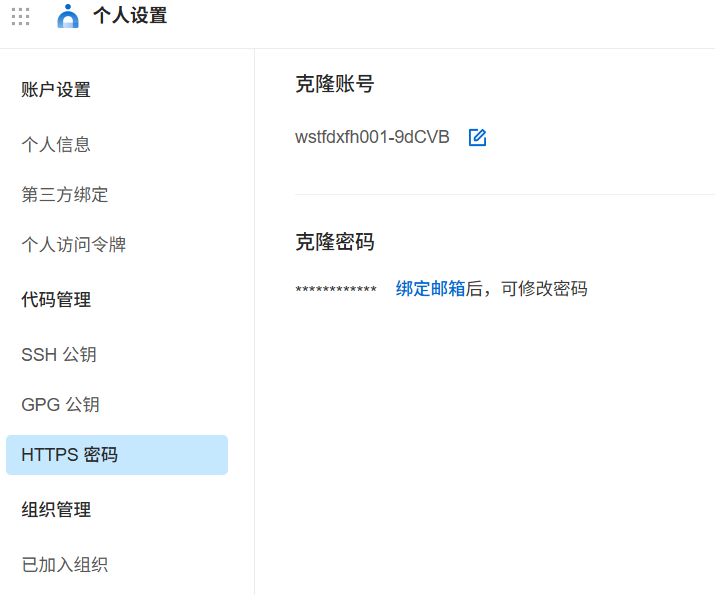 个人设置
账户设置
个人信息
第三方绑定
个人访问令牌
代码管理
SSH 公钥
GPG 公钥
HTTPS 密码
组织管理
已加入组织
克隆账号
wstfdxfh001-9dCVB
克隆密码
************ 绑定邮箱后，可修改密码